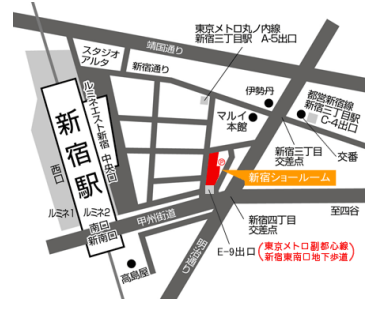 東京メトロ丸ノ内線
新宿三丁目駅 A-5出口
靖国通り
スタジオ
アルタ
新宿通り
伊勢丹
都営新宿線
新宿三丁目駅
C-4出口
マルイ
本館
ルミネエスト新宿
中央口
新宿駅
西口
新宿三丁目
交差点
交番
P
新宿ショールーム
ルミネ1
ルミネ2
甲州街道
至四谷
南口
新南口
新宿四丁目
交差点
E-9出口
(東京メトロ副都心線
新宿東南口地下歩道)
明治通り
高島屋